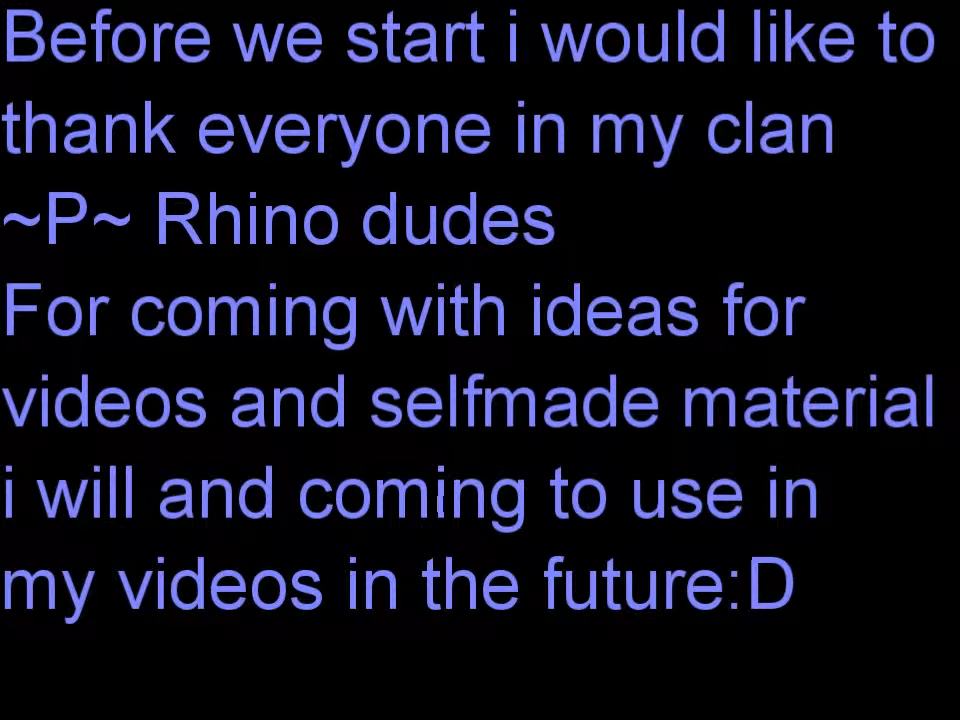 Before we start i would like to
thank everyone in my clan
~P~ Rhino dudes
For coming with ideas for
videos and selfmade material
i will and coming to use in
my videos in the future:D